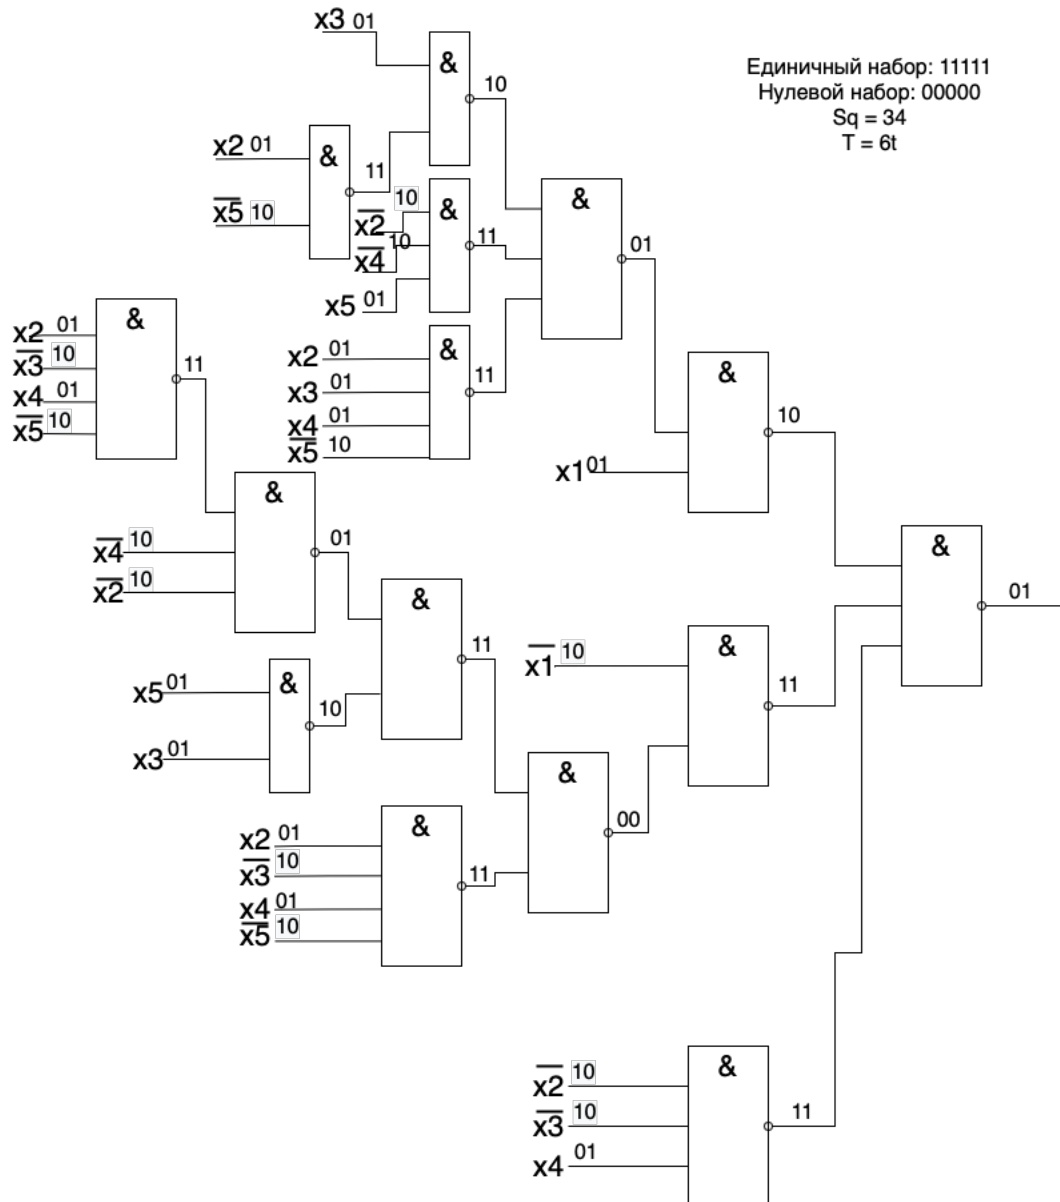 x3 01
&
10
Единичный набор: 11111
Нулевой набор: 00000
Sq = 34
T = 6t
x2 01
&
11
x̅5̅ 10
x̅2̅ 10
&
11
x̅4̅ 10
x5 01
&
01
x2 01
&
11
x3 01
x4 01
x̅5̅ 10
x2 01
&
11
x̅3̅ 10
x4 01
x̅5̅ 10
&
10
x1 01
&
01
x̅4̅ 10
x̅2̅ 10
&
01
&
11
x5 01
&
10
x3 01
x̅1̅ 10
&
11
&
00
x2 01
&
11
x̅3̅ 10
x4 01
x̅5̅ 10
x̅2̅ 10
&
11
x̅3̅ 10
x4 01